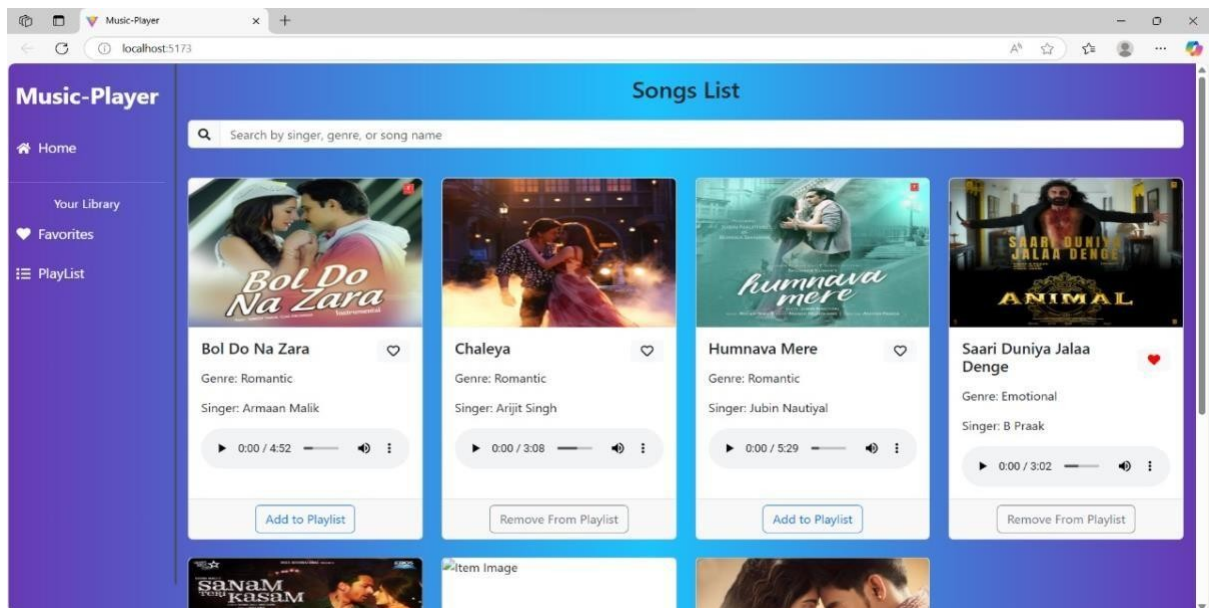 Music-Player
localhost:5173
Music-Player
Home
Your Library
Favorites
PlayList
Songs List
Search by singer, genre, or song name
Bol Do
Na Zara
Instrumental
Bol Do Na Zara
Genre: Romantic
Singer: Armaan Malik
0:00 / 4:52
Add to Playlist
Chaleya
Genre: Romantic
Singer: Arijit Singh
0:00 / 3:08
Remove From Playlist
humnava
mere
Humnava Mere
Genre: Romantic
Singer: Jubin Nautiyal
0:00 / 5:29
Add to Playlist
SAARI DUNIYA
JALAA DENGE
ANIMAL
Saari Duniya Jalaa
Denge
Genre: Emotional
Singer: B Praak
0:00 / 3:02
Remove From Playlist
SANAM
TERI KASAM
Item Image